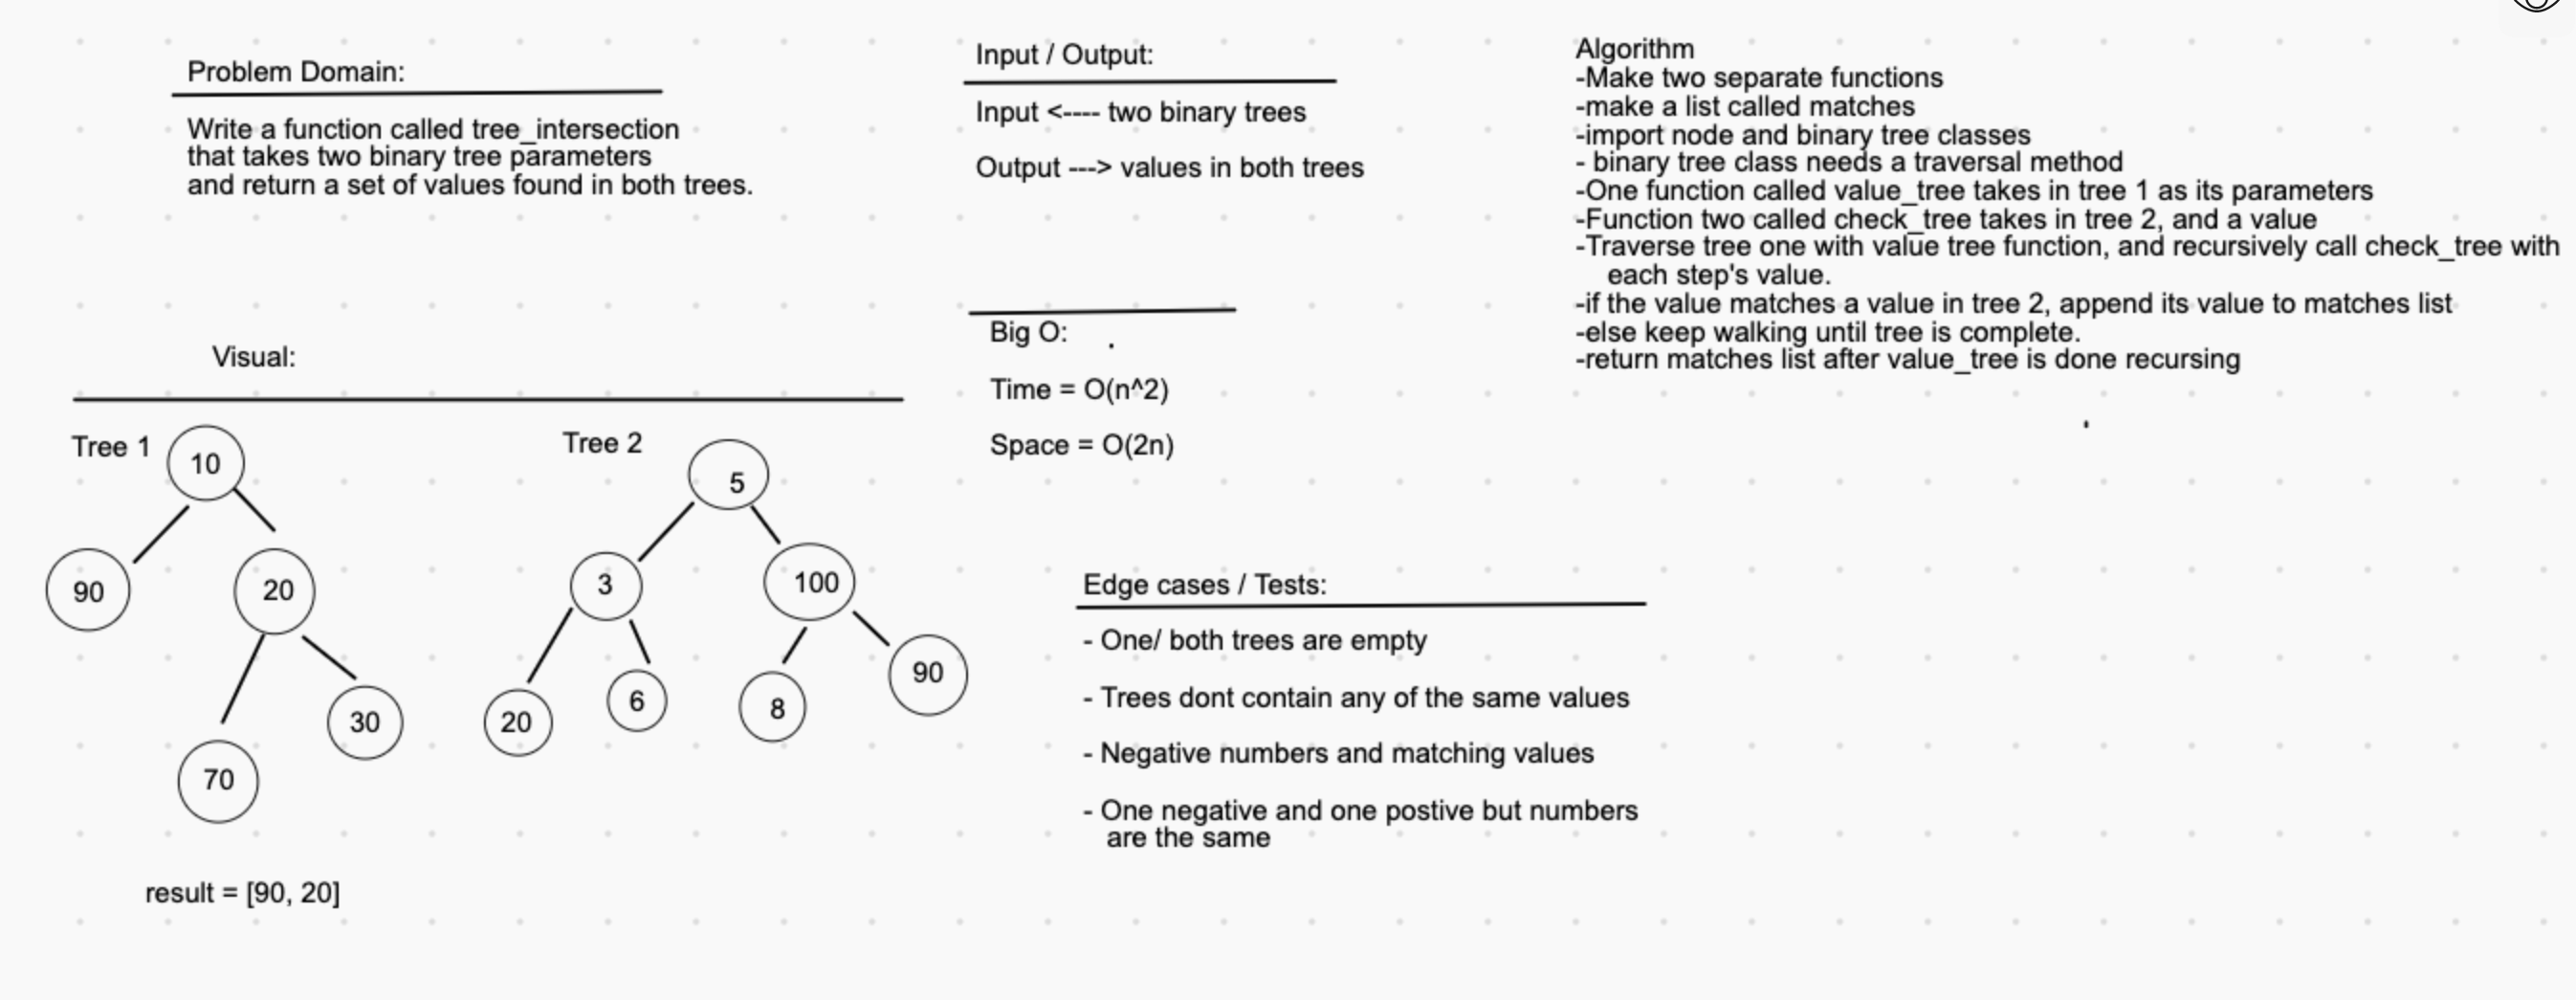 Problem Domain:
Write a function called tree_intersection
that takes two binary tree parameters
and return a set of values found in both trees.
Input / Output:
Input <---- two binary trees
Output ---> values in both trees
Algorithm
-Make two separate functions
-make a list called matches
-import node and binary tree classes
- binary tree class needs a traversal method
-One function called value_tree takes in tree 1 as its parameters
-Function two called check_tree takes in tree 2, and a value
-Traverse tree one with value tree function, and recursively call check_tree with
each step's value.
-if the value matches a value in tree 2, append its value to matches list
-else keep walking until tree is complete.
-return matches list after value_tree is done recursing
Big O:
Time = O(n^2)
Space = O(2n)
Visual:
Tree 1
10
90
20
70
30
Tree 2
5
3
100
20
6
8
90
result = [90, 20]
Edge cases / Tests:
- One/ both trees are empty
- Trees dont contain any of the same values
- Negative numbers and matching values
- One negative and one postive but numbers
are the same